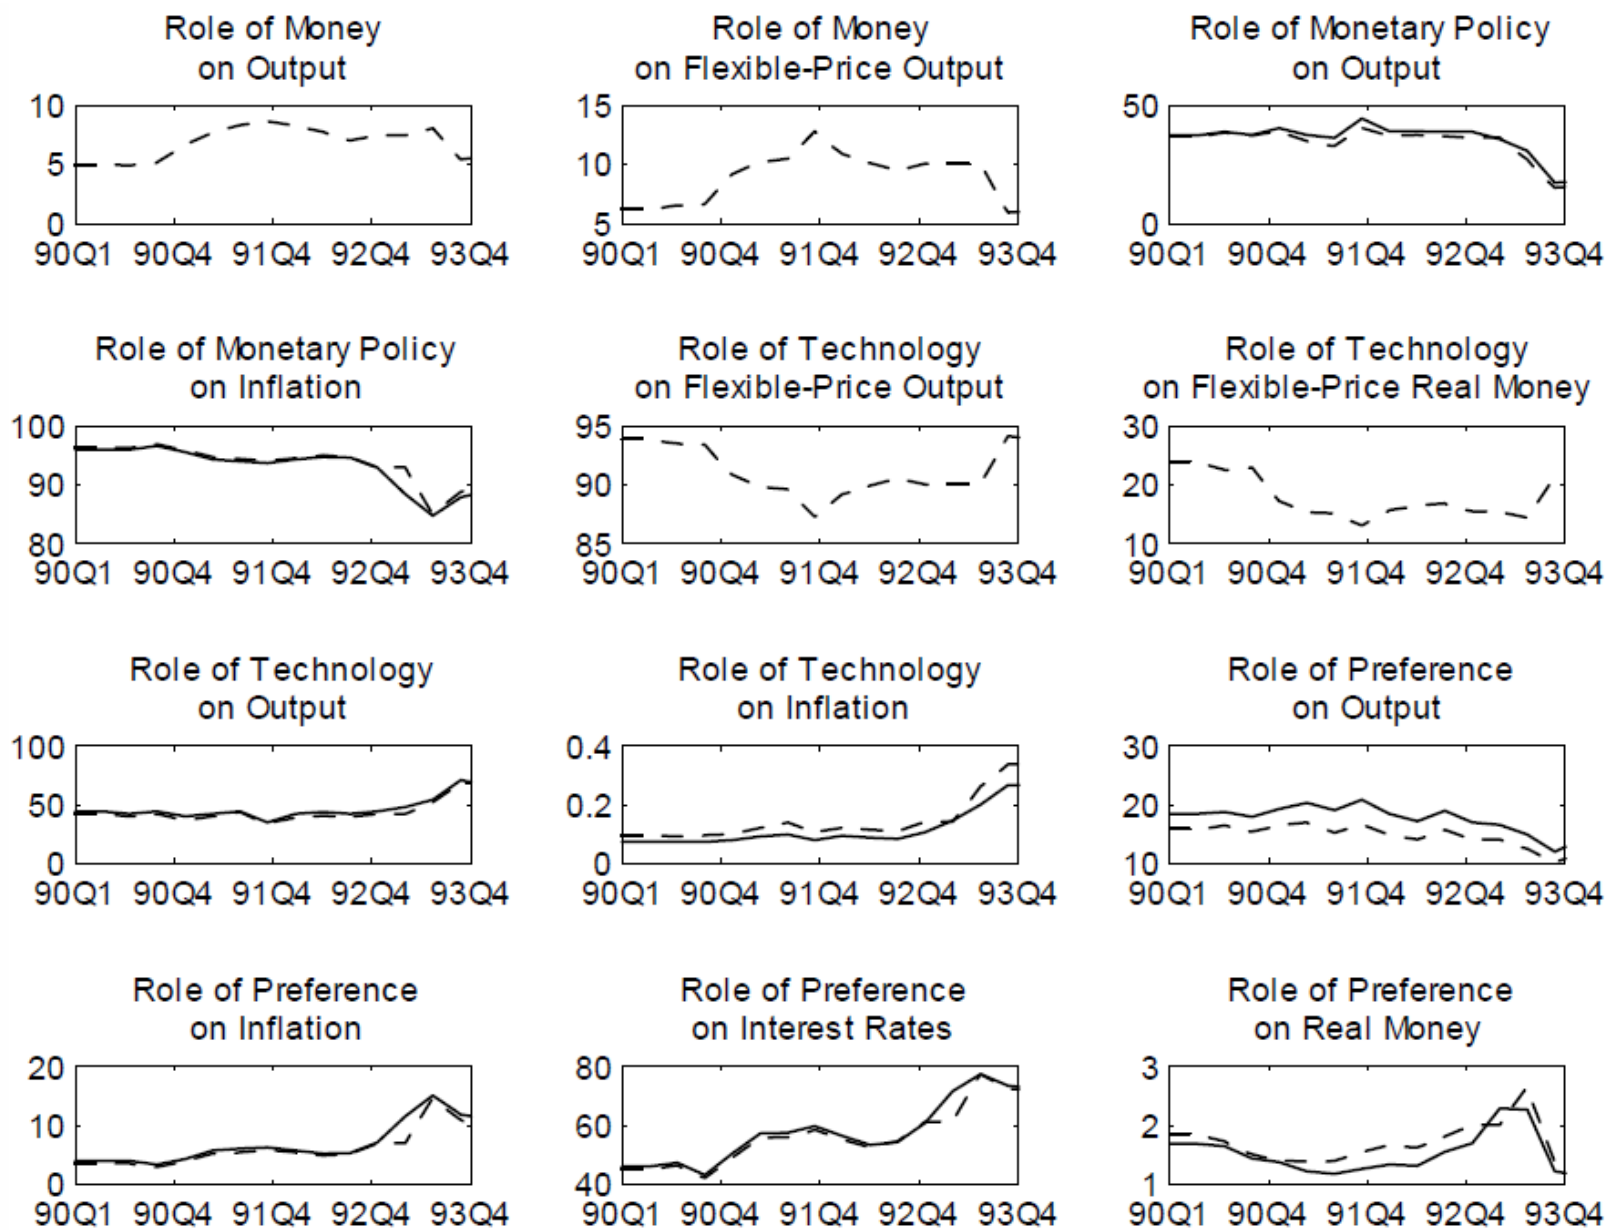 Role of Money
on Output
10
5
0
90Q1 90Q4 91Q4 92Q4 93Q4
Role of Money
on Flexible-Price Output
15
10
5
90Q1 90Q4 91Q4 92Q4 93Q4
Role of Monetary Policy
on Output
50
0
90Q1 90Q4 91Q4 92Q4 93Q4
Role of Monetary Policy
on Inflation
100
90
80
90Q1 90Q4 91Q4 92Q4 93Q4
Role of Technology
on Flexible-Price Output
95
90
85
90Q1 90Q4 91Q4 92Q4 93Q4
Role of Technology
on Flexible-Price Real Money
30
20
10
90Q1 90Q4 91Q4 92Q4 93Q4
Role of Technology
on Output
100
50
0
90Q1 90Q4 91Q4 92Q4 93Q4
Role of Technology
on Inflation
0.4
0.2
0
90Q1 90Q4 91Q4 92Q4 93Q4
Role of Preference
on Output
30
20
10
90Q1 90Q4 91Q4 92Q4 93Q4
Role of Preference
on Inflation
20
10
0
90Q1 90Q4 91Q4 92Q4 93Q4
Role of Preference
on Interest Rates
80
60
40
90Q1 90Q4 91Q4 92Q4 93Q4
Role of Preference
on Real Money
3
2
1
90Q1 90Q4 91Q4 92Q4 93Q4